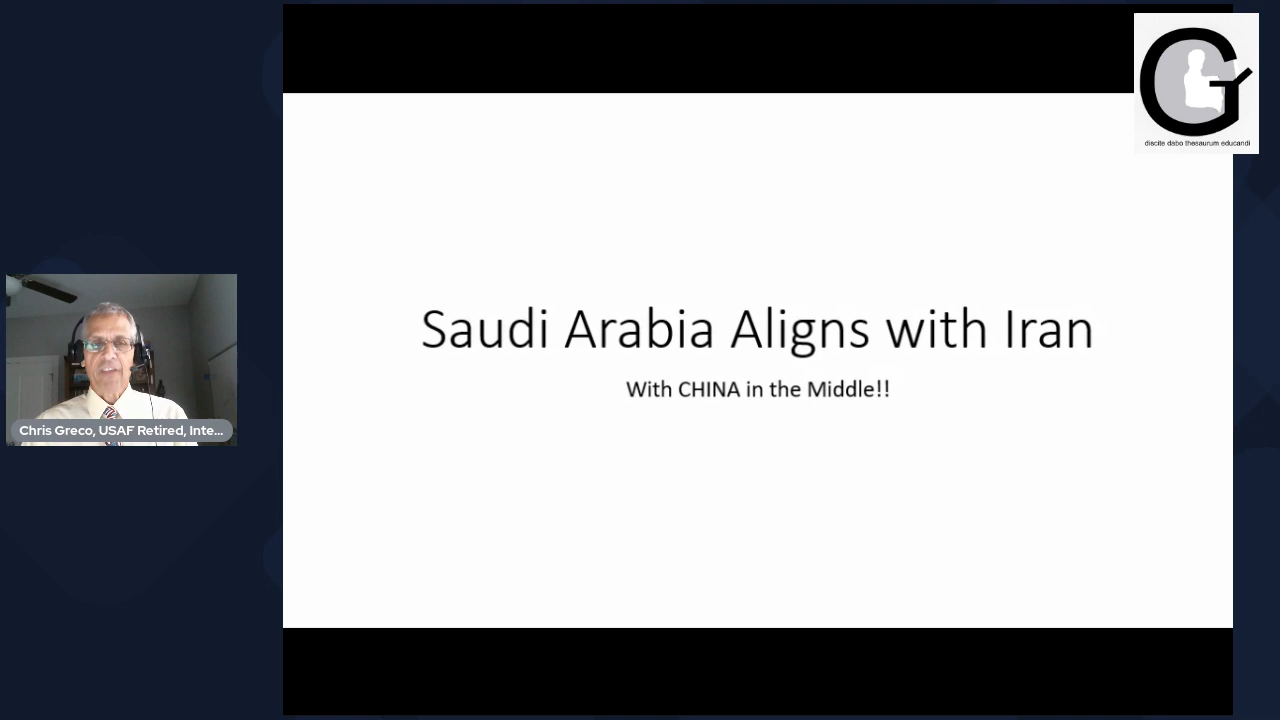 Saudi Arabia Aligns with Iran
With CHINA in the Middle!!
Chris Greco, USAF Retired, Inte...
G
discite dabo thesaurum educandi